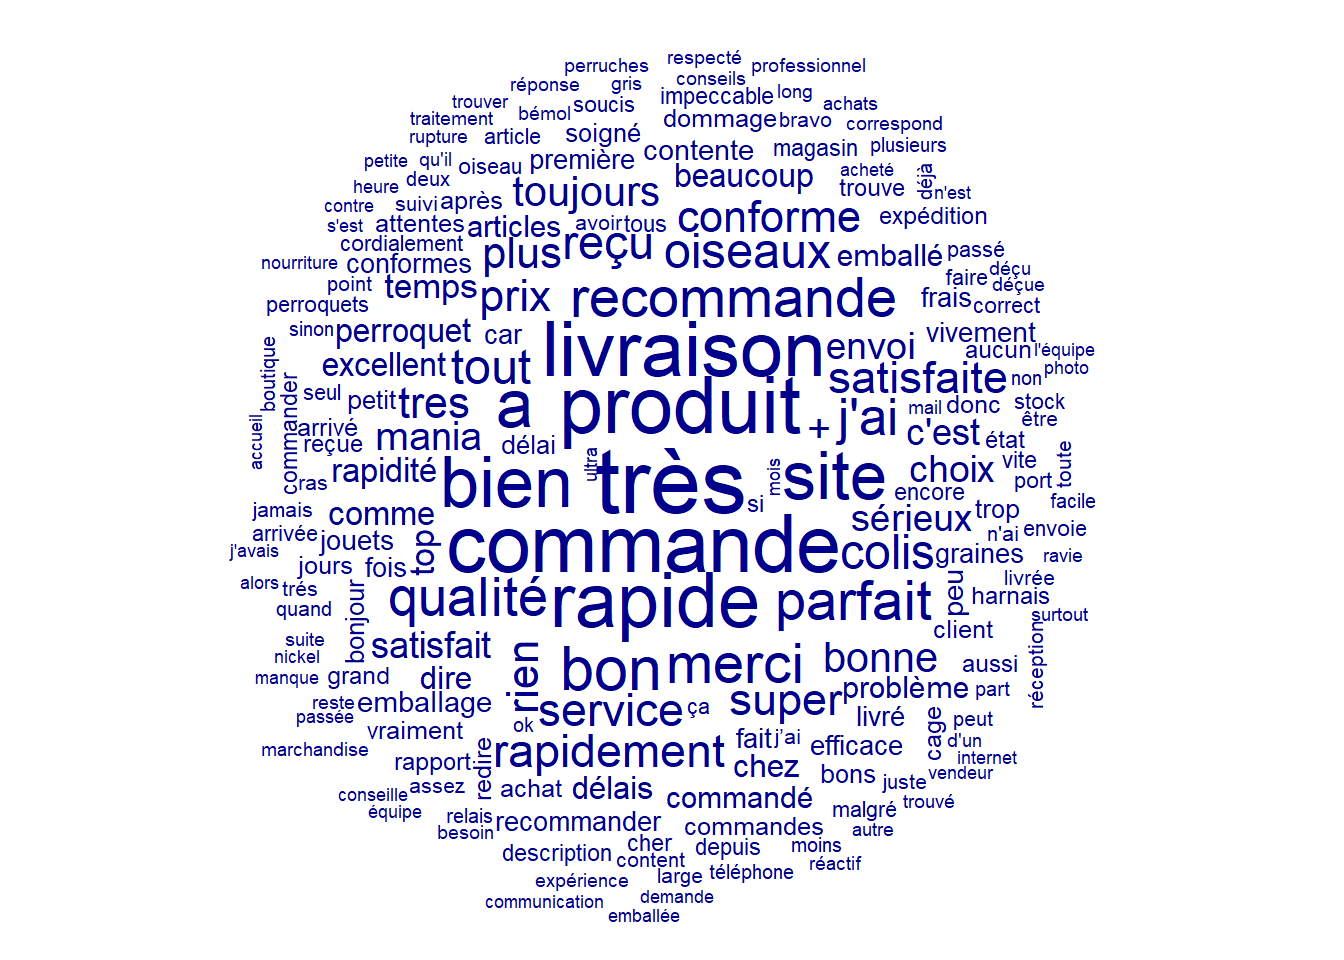 perruches respecté professionnel
réponse gris conseils
trouver bémol soucis impeccable long achats
traitement dommage bravo correspond
rupture article soigné contente magasin plusieurs
petite qu'il oiseau première beaucoup acheté déjà
heure deux toujours trouve n'est
contre suivi après conforme expédition
s'est attentes articles avoir tous
cordialement plus reçu oiseaux emballé passé
nourriture conformes faire déçu
point temps prix recommande frais déçue
perroquets correct
sinon perroquet car livraison envoi vivement
boutique excellent tout satisfaite aucun l'équipe
commander seul petit tres a produit j'ai mail donc non photo
accueil arrivé mania + c'est stock être
reçue délai état
ras rapidité bien ultra très mois site choix vite toute
si encore port facile
jamais comme sérieux trop
arrivée jouets top commande colis graines n'ai envoie
j'avais jours fois ravie
alors trés qualité rapide parfait peu livrée
quand bonjour harnais surtout
suite satisfait client
nickel rien bon merci bonne aussi réception
manque grand dire problème part
reste emballage service ça super livré
passée vraiment ok cage peut
marchandise rapidement fait j’ai efficace d'un
rapport redire chez internet
conseille assez achat délais bons juste vendeur
équipe relais commandé malgré trouvé
besoin recommander commandes autre
description cher depuis moins
content réactif
expérience large téléphone
communication demande
emballée